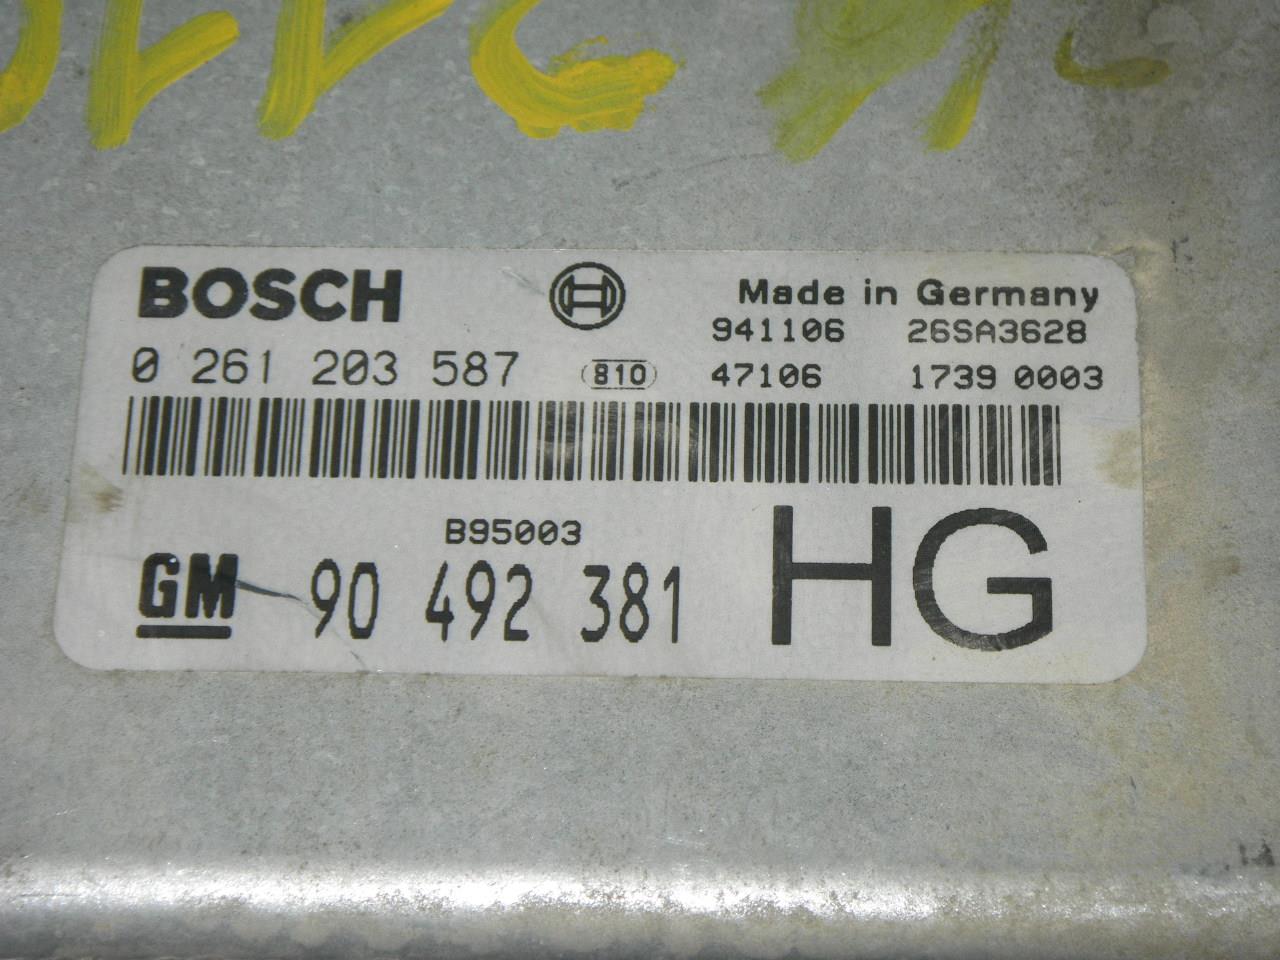 BOSCH
Made in Germany
941106 26SA3628
0 261 203 587 810 47106 1739 0003
B95003
GM 90 492 381 HG